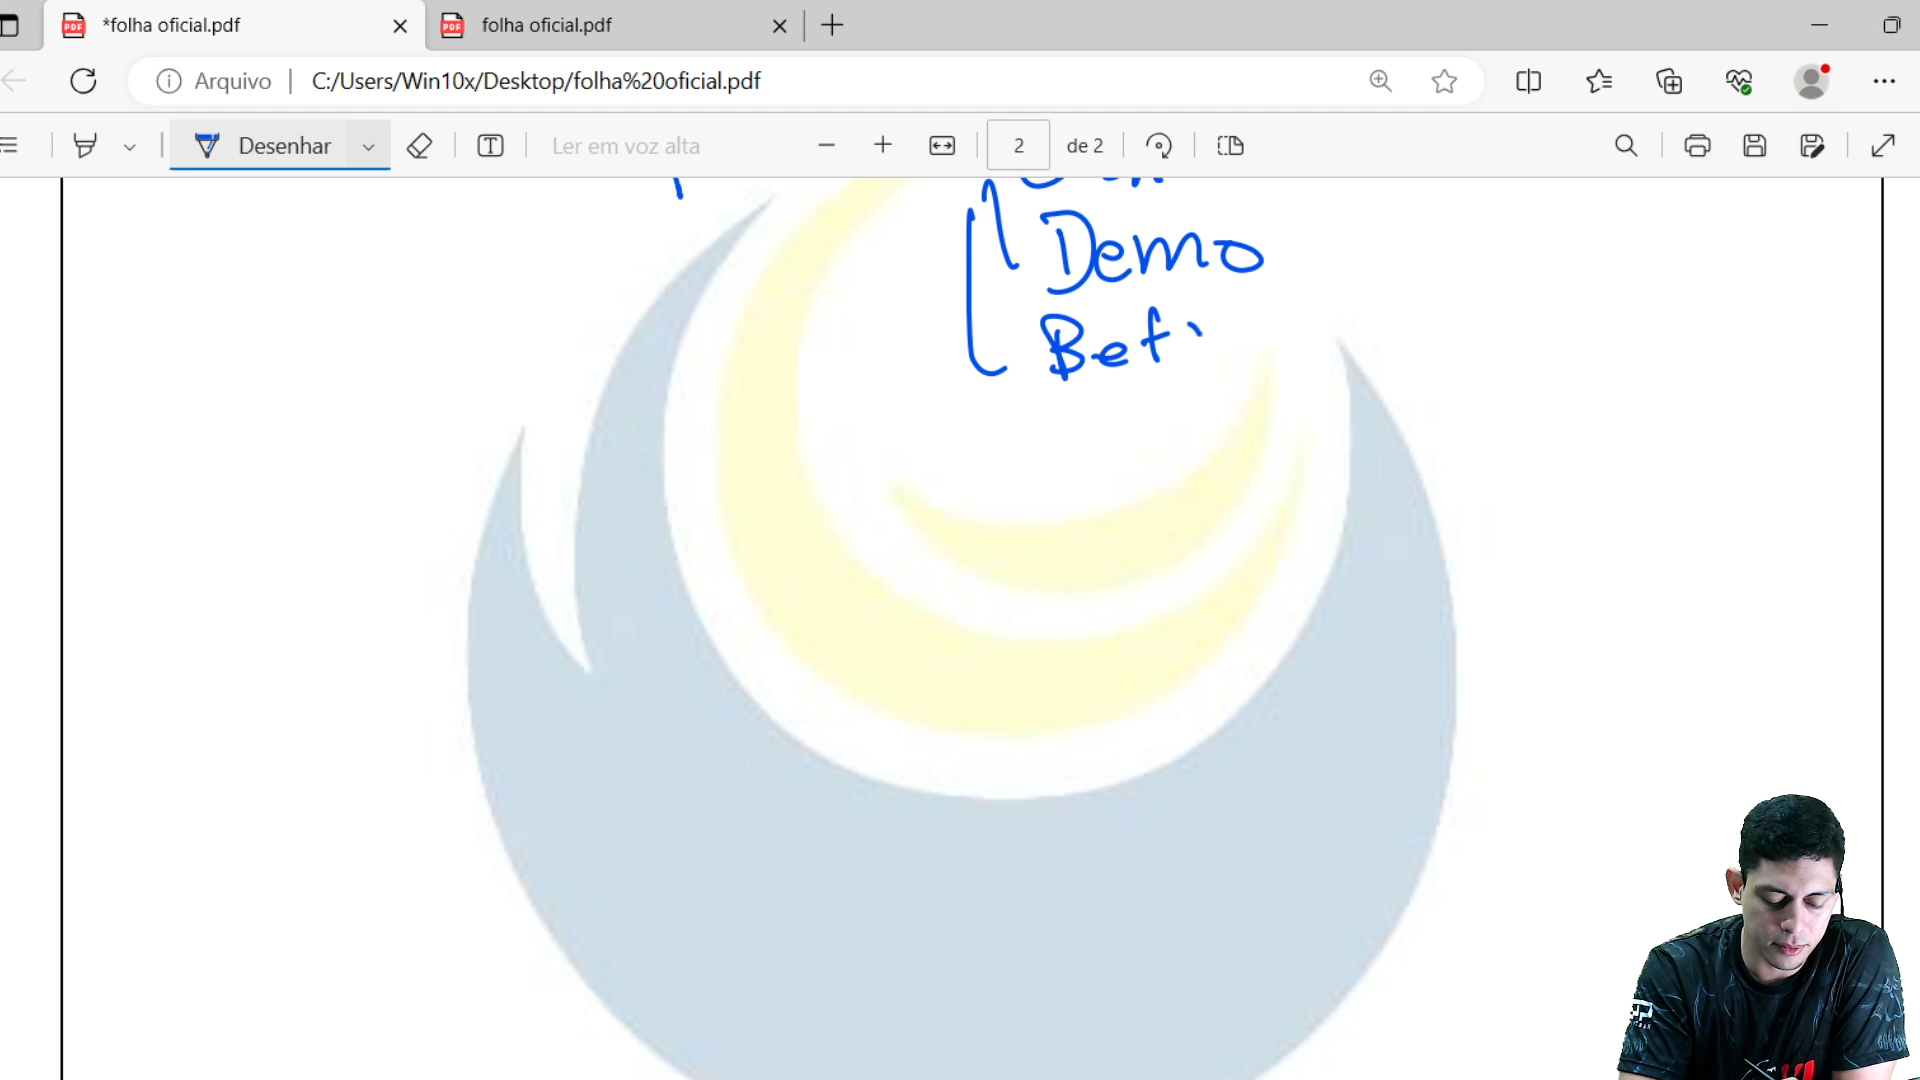 *folha oficial.pdf
folha oficial.pdf
Arquivo
C:/Users/Win10x/Desktop/folha%20oficial.pdf
Desenhar
Ler em voz alta
2
de 2
Demo